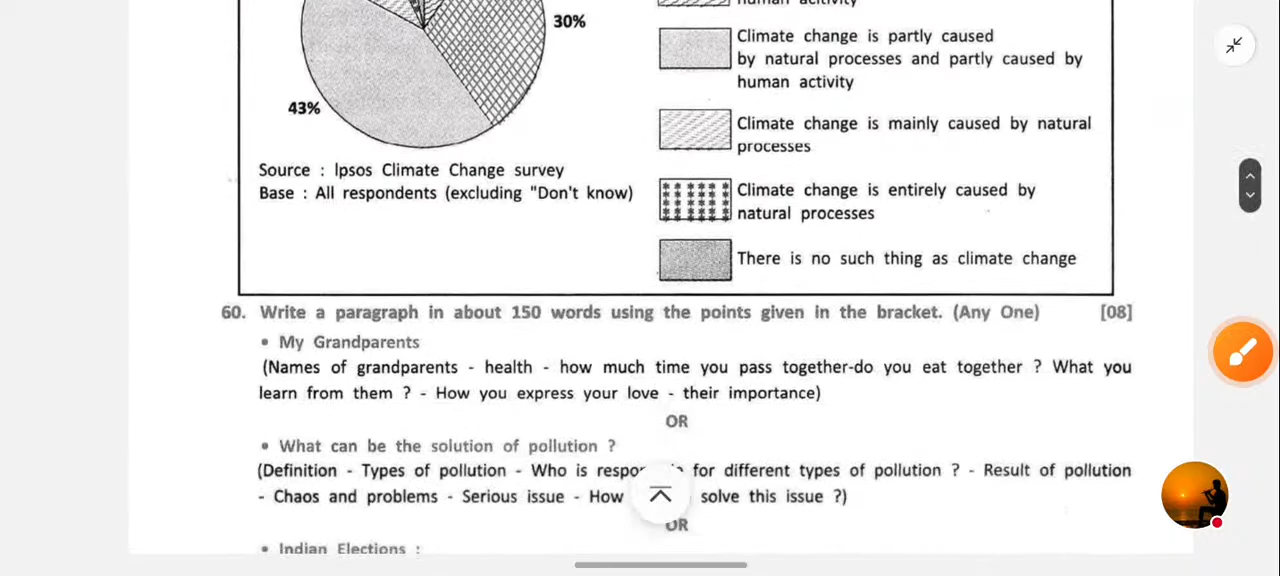 human acitivity
30%
Climate change is partly caused
by natural processes and partly caused by
human activity
43%
Climate change is mainly caused by natural
processes
Source : Ipsos Climate Change survey
Base : All respondents (excluding "Don't know)
Climate change is entirely caused by
natural processes
There is no such thing as climate change
60. Write a paragraph in about 150 words using the points given in the bracket. (Any One) [08]
• My Grandparents
(Names of grandparents - health - how much time you pass together-do you eat together ? What you
learn from them ? - How you express your love - their importance)
OR
• What can be the solution of pollution ?
(Definition - Types of pollution - Who is for different types of pollution ? - Result of pollution
- Chaos and problems - Serious issue - How solve this issue ?)
OR
• Indian Elections :